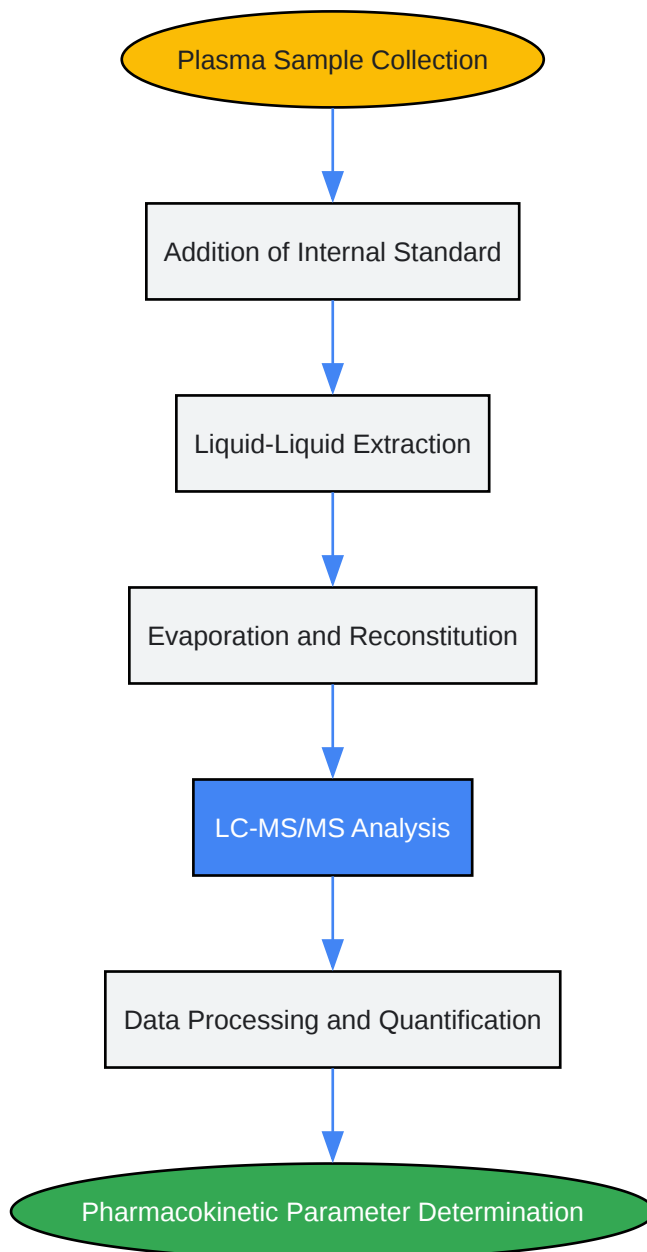 Plasma Sample Collection
Addition of Internal Standard
Liquid-Liquid Extraction
Evaporation and Reconstitution
LC-MS/MS Analysis
Data Processing and Quantification
Pharmacokinetic Parameter Determination